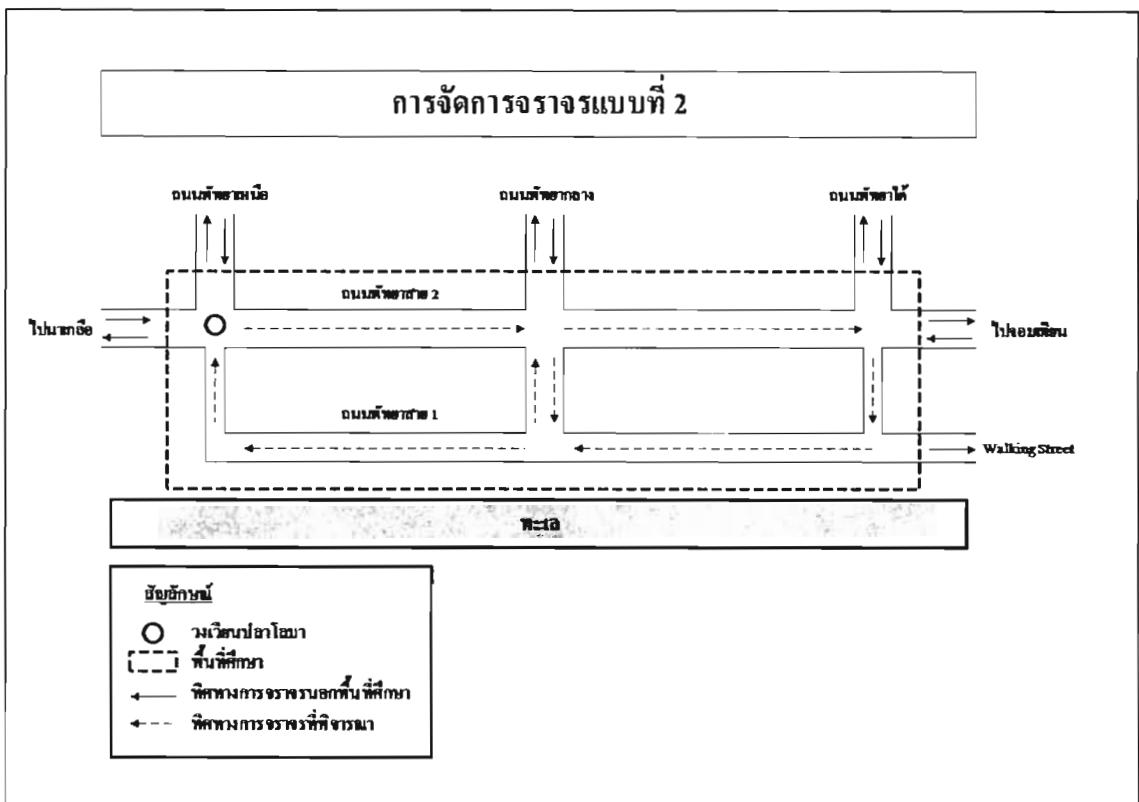 การจัดการจราจรแบบที่ 2
ถนนพัทยาเหนือ
ถนนพัทยากลาง
ถนนพัทยาใต้
ถนนพัทยาสาย 2
ไปนาเกลือ
ไปจอมเทียน
ถนนพัทยาสาย 1
Walking Street
ทะเล
สัญลักษณ์
วงเวียนปลาโลมา
พื้นที่ศึกษา
ทิศทางการจราจรนอกพื้นที่ศึกษา
ทิศทางการจราจรที่พิจารณา